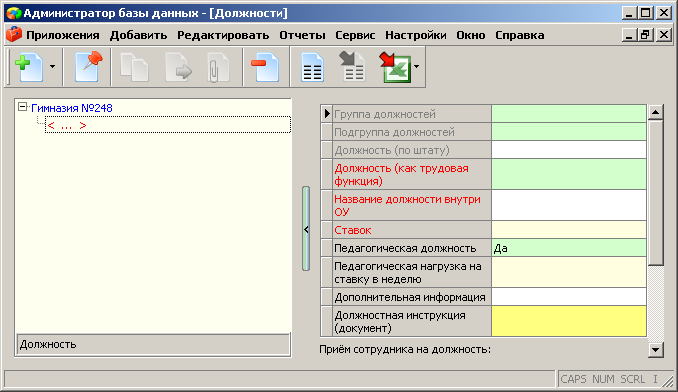 Администратор базы данных - [Должности]
Приложения Добавить Редактировать Отчеты Сервис Настройки Окно Справка
Гимназия №248
< ... >
Должность
Группа должностей
Подгруппа должностей
Должность (по штату)
Должность (как трудовая
функция)
Название должности внутри
ОУ
Ставок
Педагогическая должность Да
Педагогическая нагрузка на
ставку в неделю
Дополнительная информация
Должностная инструкция
(документ)
Приём сотрудника на должность:
CAPS NUM SCRL I